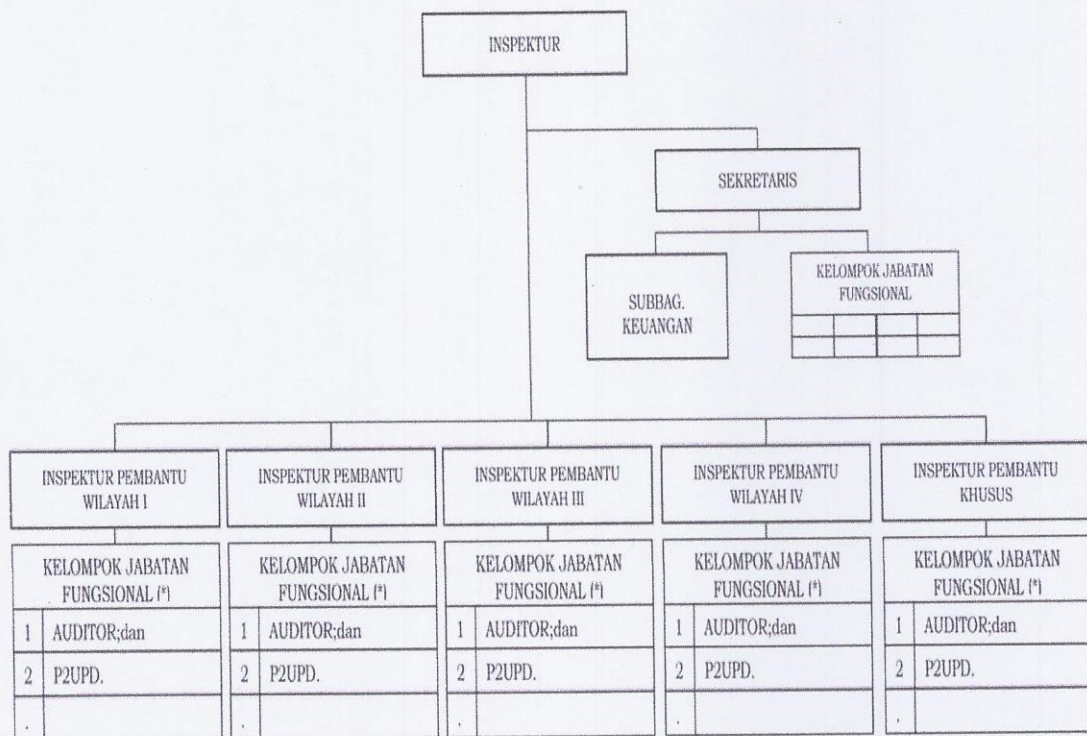 INSPEKTUR
SEKRETARIS
SUBBAG.
KEUANGAN
KELOMPOK JABATAN
FUNGSIONAL
INSPEKTUR PEMBANTU
WILAYAH I
INSPEKTUR PEMBANTU
WILAYAH II
INSPEKTUR PEMBANTU
WILAYAH III
INSPEKTUR PEMBANTU
WILAYAH IV
INSPEKTUR PEMBANTU
KHUSUS
KELOMPOK JABATAN
FUNGSIONAL (*)
1 AUDITOR;dan
2 P2UPD.
.
KELOMPOK JABATAN
FUNGSIONAL (*)
1 AUDITOR;dan
2 P2UPD.
.
KELOMPOK JABATAN
FUNGSIONAL (*)
1 AUDITOR;dan
2 P2UPD.
.
KELOMPOK JABATAN
FUNGSIONAL (*)
1 AUDITOR;dan
2 P2UPD.
.
KELOMPOK JABATAN
FUNGSIONAL (*)
1 AUDITOR;dan
2 P2UPD.
.